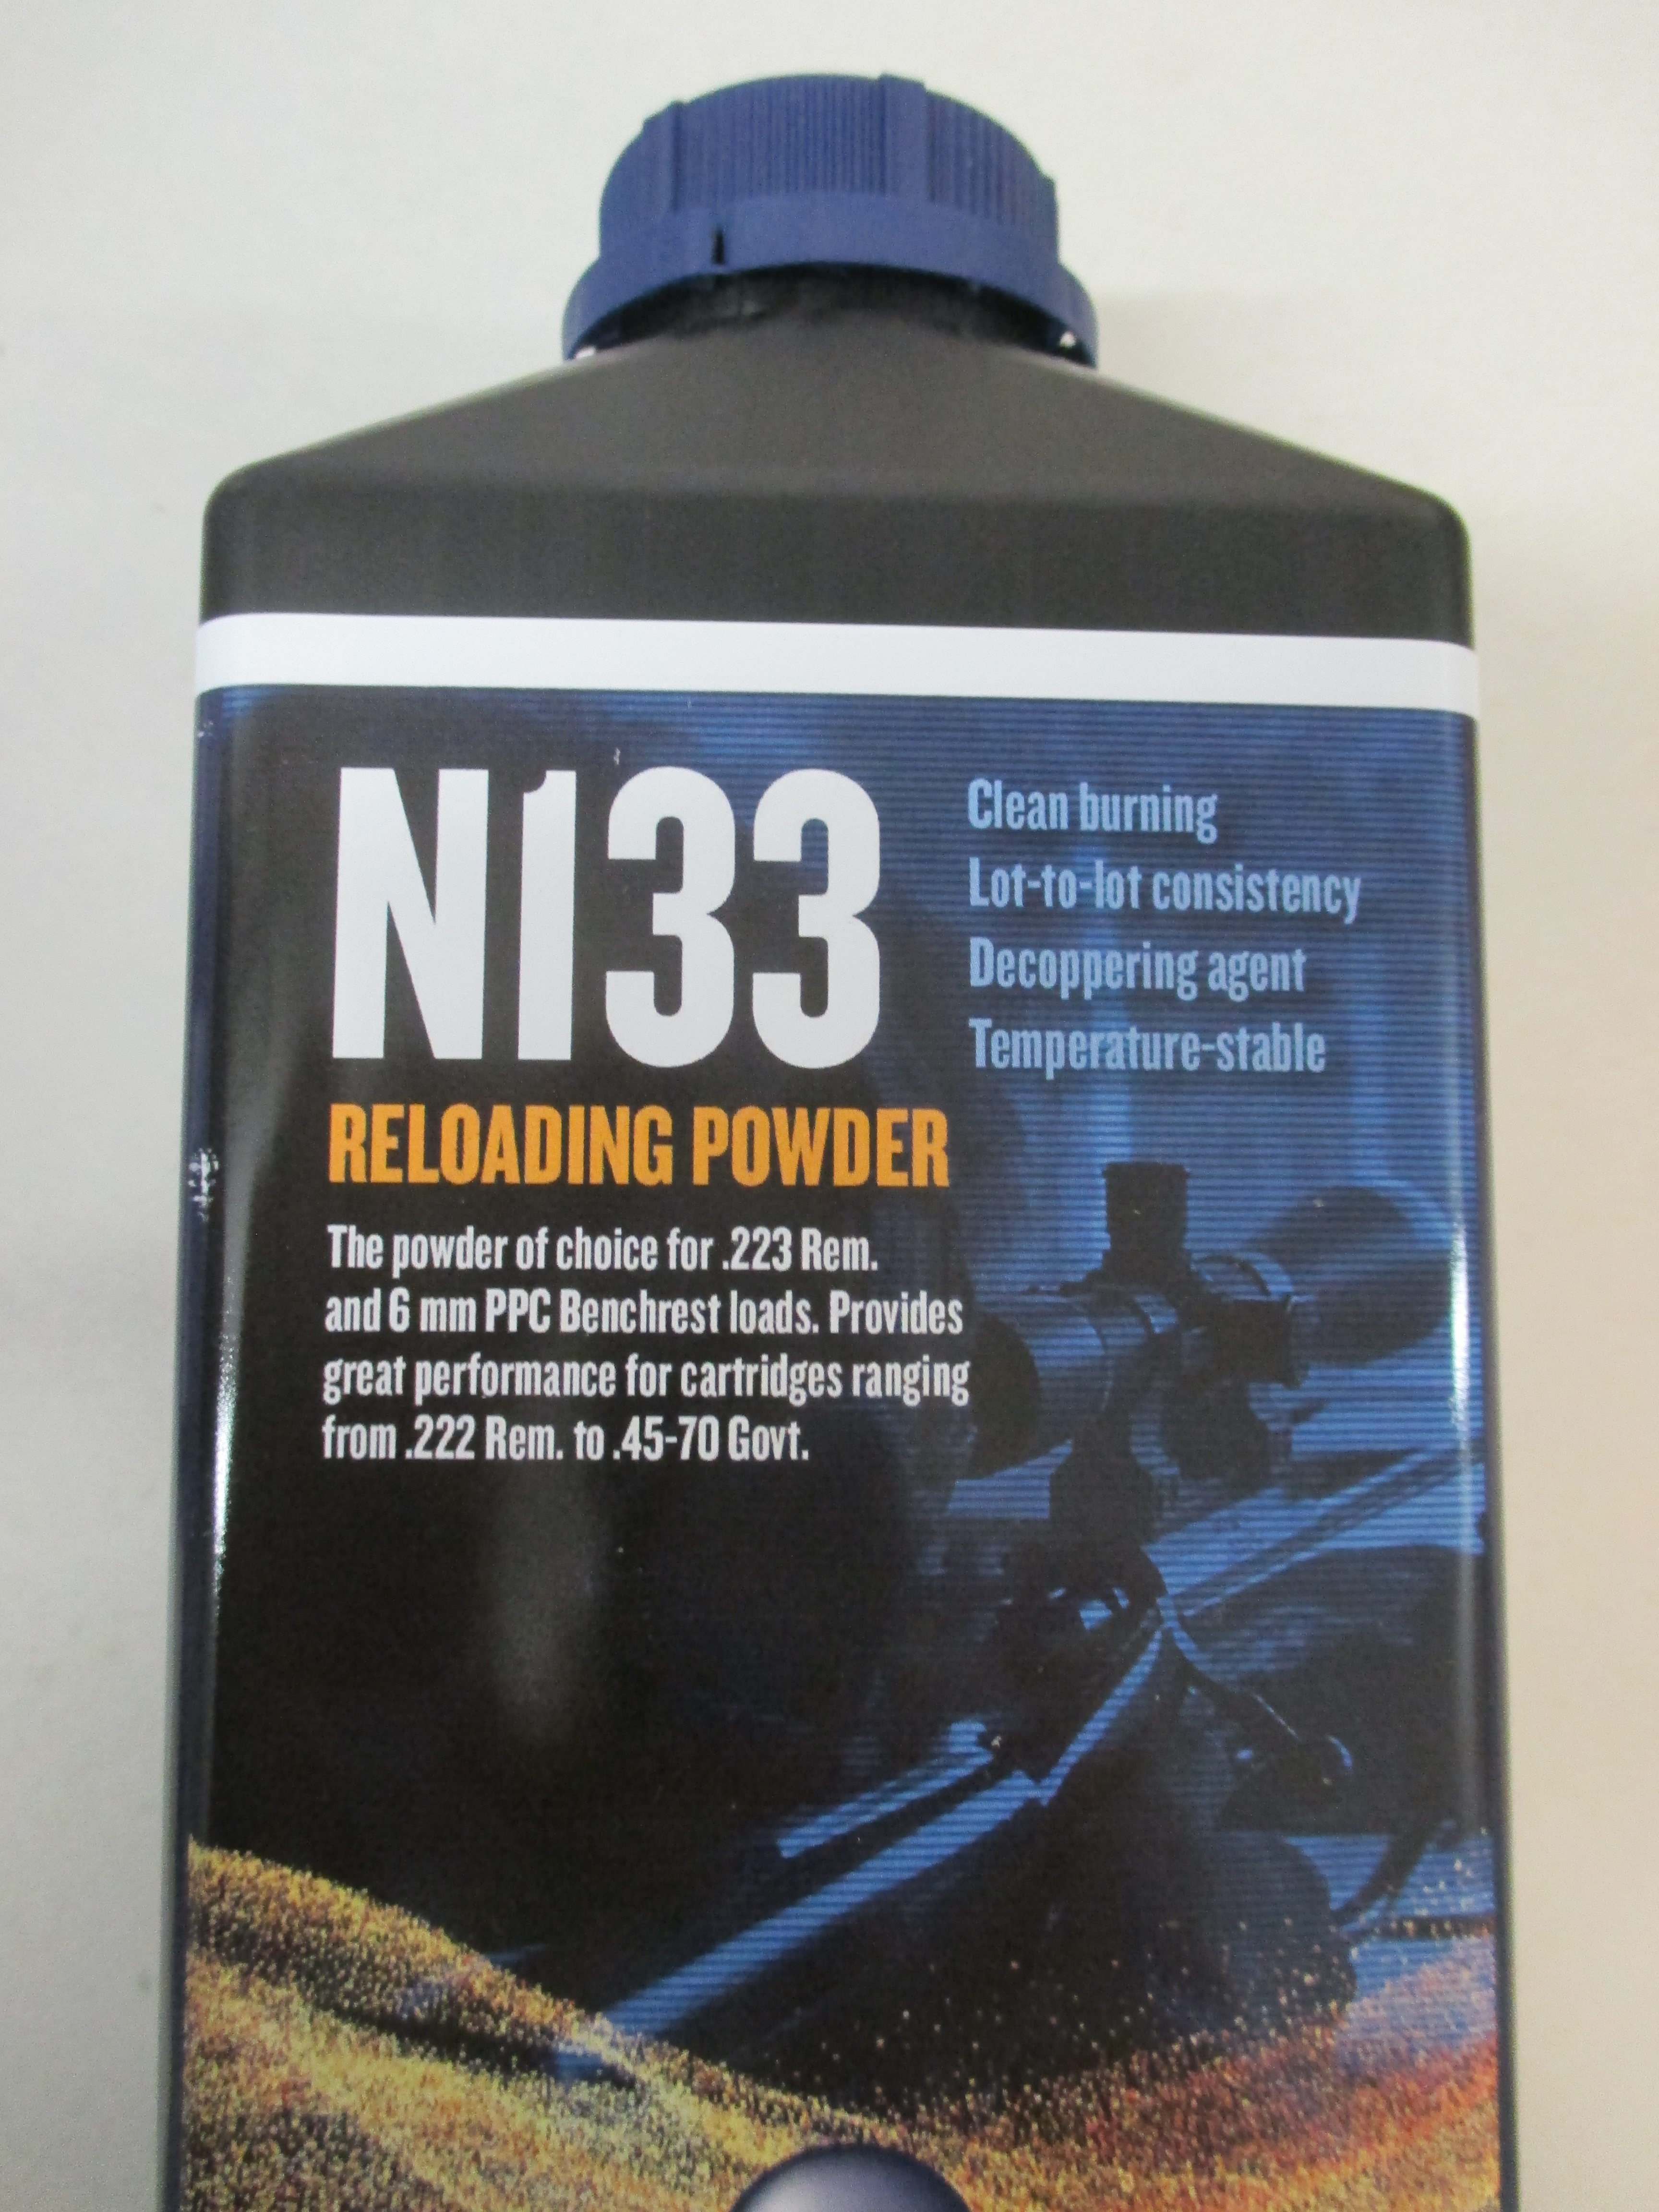 N133
Clean burning
Lot-to-lot consistency
Decoppering agent
Temperature-stable
RELOADING POWDER
The powder of choice for .223 Rem.
and 6 mm PPC Benchrest loads. Provides
great performance for cartridges ranging
from .222 Rem. to .45-70 Govt.